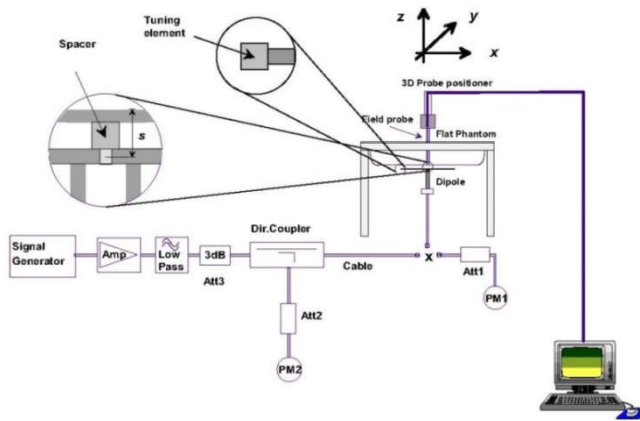 Tuning
element
Spacer
s
z
y
x
3D Probe positioner
Field probe
Flat Phantom
Dipole
Signal
Generator
Amp
Low
Pass
3dB
Att3
Dir.Coupler
Cable
x
Att1
PM1
Att2
PM2